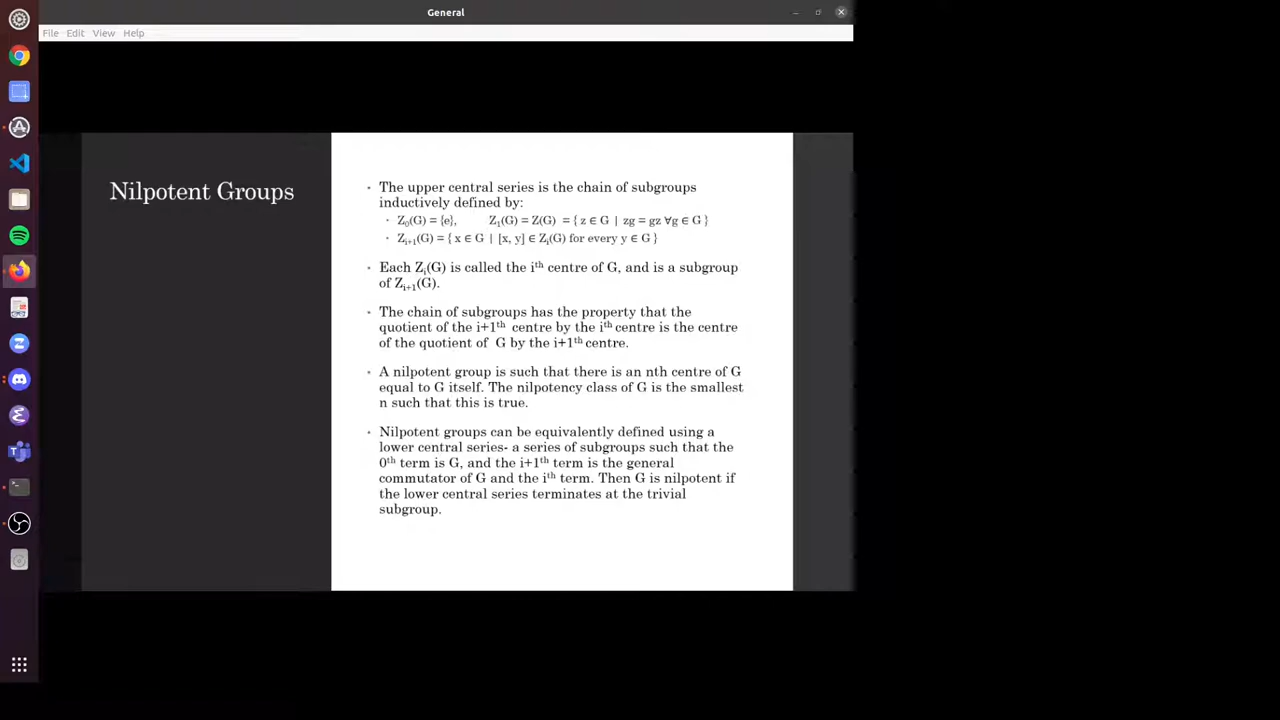 General
File Edit View Help
Nilpotent Groups
• The upper central series is the chain of subgroups
inductively defined by:
• Z₀(G) = {e}, Z₁(G) = Z(G) = { z ∈ G | zg = gz ∀g ∈ G }
• Zᵢ₊₁(G) = { x ∈ G | [x, y] ∈ Zᵢ(G) for every y ∈ G }
• Each Zᵢ(G) is called the iᵗʰ centre of G, and is a subgroup
of Zᵢ₊₁(G).
• The chain of subgroups has the property that the
quotient of the i+1ᵗʰ centre by the iᵗʰ centre is the centre
of the quotient of G by the i+1ᵗʰ centre.
• A nilpotent group is such that there is an nth centre of G
equal to G itself. The nilpotency class of G is the smallest
n such that this is true.
• Nilpotent groups can be equivalently defined using a
lower central series- a series of subgroups such that the
0ᵗʰ term is G, and the i+1ᵗʰ term is the general
commutator of G and the iᵗʰ term. Then G is nilpotent if
the lower central series terminates at the trivial
subgroup.